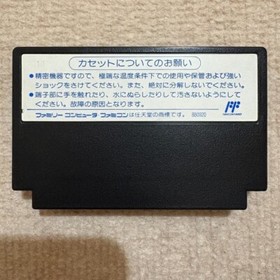 カセットについてのお願い
●精密機器ですので、極端な温度条件下での使用や保管および強い
ショックをさけてください。また、絶対に分解しないでください。
●端子部に手を触れたり、水にぬらしたりして汚さないようにして
ください。故障の原因となります。
ファミリーコンピュータ ファミコンは任天堂の商標です。